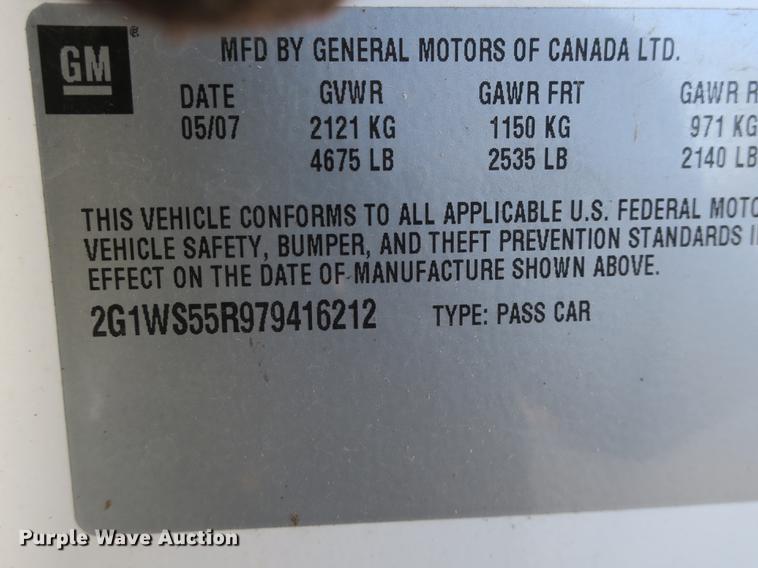 GM®
MFD BY GENERAL MOTORS OF CANADA LTD.
DATE GVWR GAWR FRT GAWR R
05/07 2121 KG 1150 KG 971 KG
4675 LB 2535 LB 2140 LB
THIS VEHICLE CONFORMS TO ALL APPLICABLE U.S. FEDERAL MOTO
VEHICLE SAFETY, BUMPER, AND THEFT PREVENTION STANDARDS I
EFFECT ON THE DATE OF MANUFACTURE SHOWN ABOVE.
2G1WS55R979416212 TYPE: PASS CAR
Purple Wave Auction